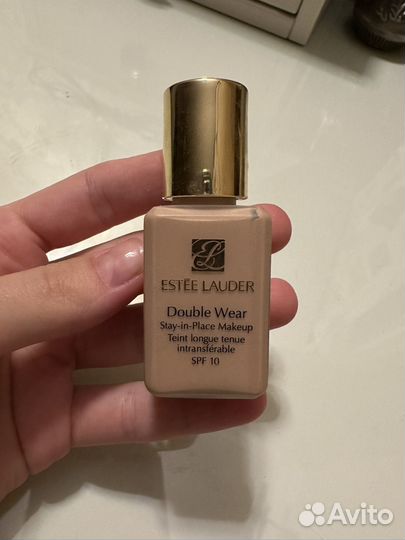 ESTĒE LAUDER
Double Wear
Stay-in-Place Makeup
Teint longue tenue
intransférable
SPF 10
Avito